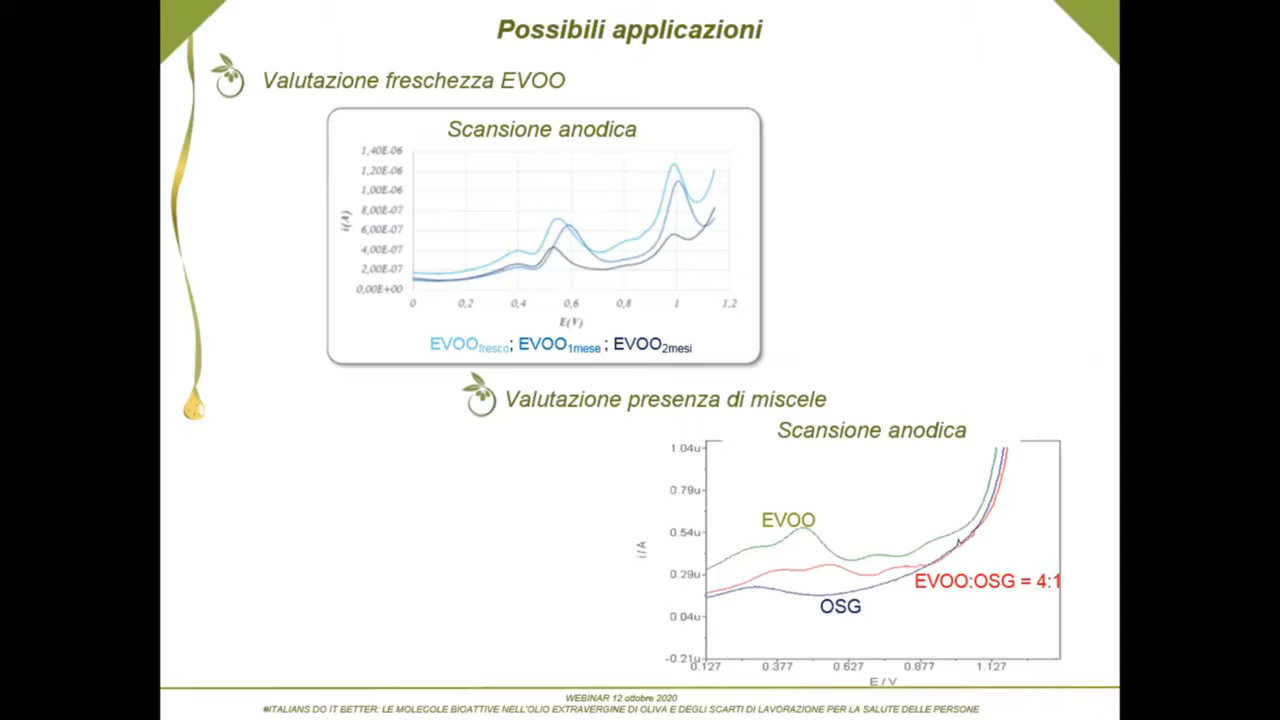 Possibili applicazioni
Valutazione freschezza EVOO
Scansione anodica
1,40E-06
1,20E-06
1,00E-06
8,00E-07
6,00E-07
4,00E-07
2,00E-07
0,00E+00
i(A)
0 0,2 0,4 0,6 0,8 1 1,2
E(V)
EVOOfresco; EVOO1mese ; EVOO2mesi
Valutazione presenza di miscele
Scansione anodica
1.04u
0.79u
0.54u
0.29u
0.04u
-0.21u
i / A
EVOO
EVOO:OSG = 4:1
OSG
0.127 0.377 0.627 0.877 1.127
E / V
WEBINAR 12 ottobre 2020
#ITALIANS DO IT BETTER: LE MOLECOLE BIOATTIVE NELL'OLIO EXTRAVERGINE DI OLIVA E DEGLI SCARTI DI LAVORAZIONE PER LA SALUTE DELLE PERSONE